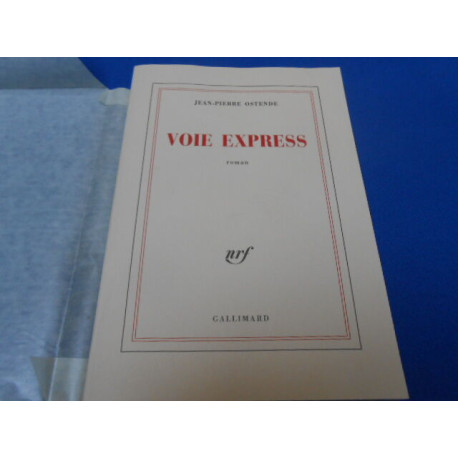 JEAN-PIERRE OSTENDE
VOIE EXPRESS
roman
nrf
GALLIMARD